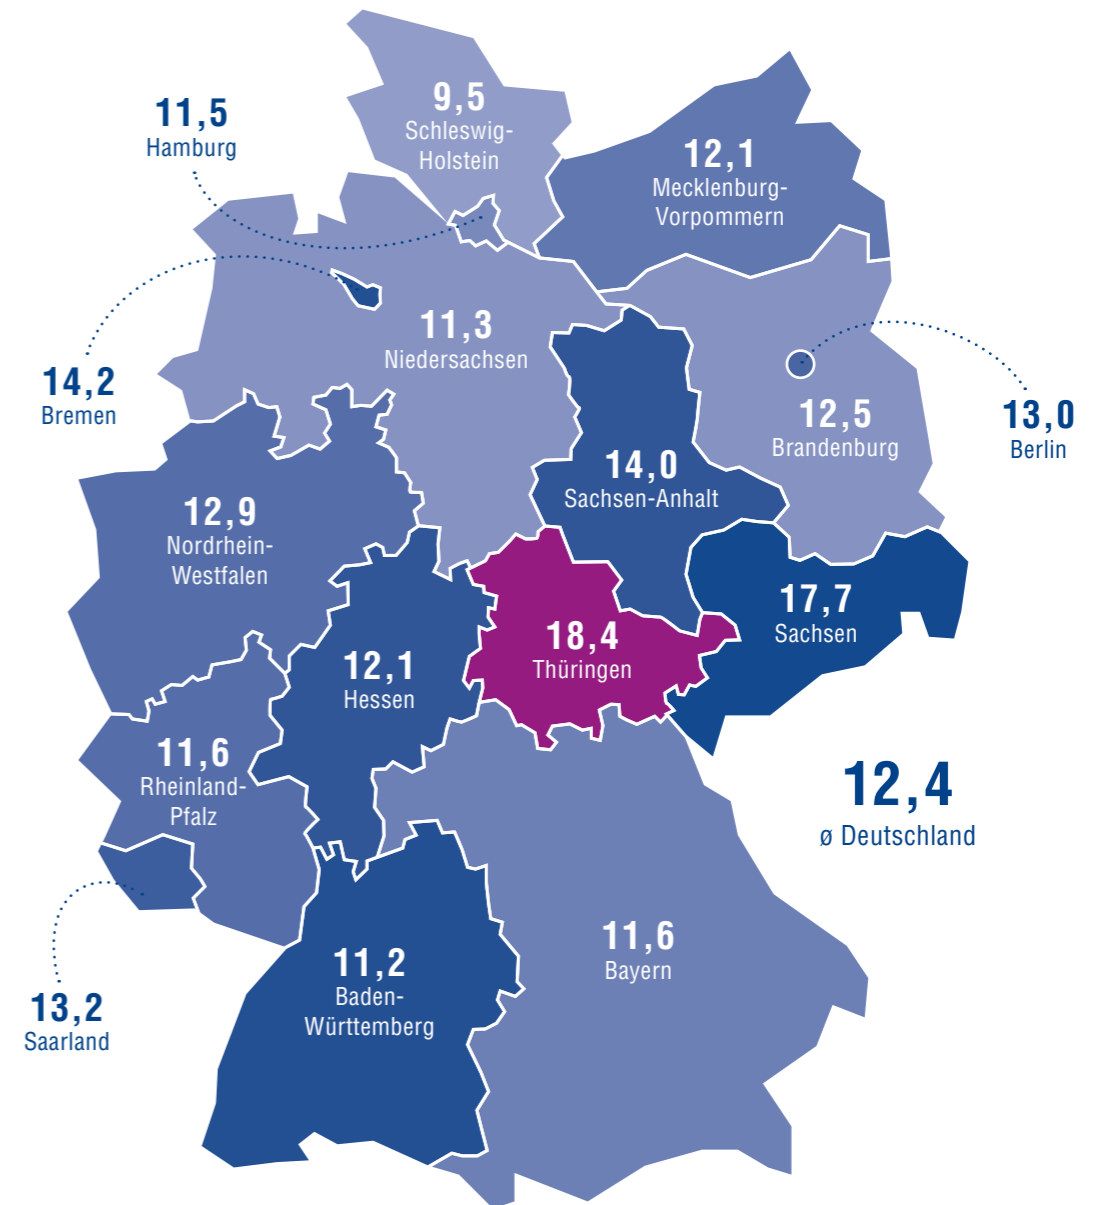 9,5
Schleswig-
Holstein
11,5
Hamburg
12,1
Mecklenburg-
Vorpommern
11,3
Niedersachsen
14,2
Bremen
12,5
Brandenburg
13,0
Berlin
14,0
Sachsen-Anhalt
12,9
Nordrhein-
Westfalen
17,7
Sachsen
18,4
Thüringen
12,1
Hessen
11,6
Rheinland-
Pfalz
12,4
ø Deutschland
11,6
Bayern
11,2
Baden-
Württemberg
13,2
Saarland